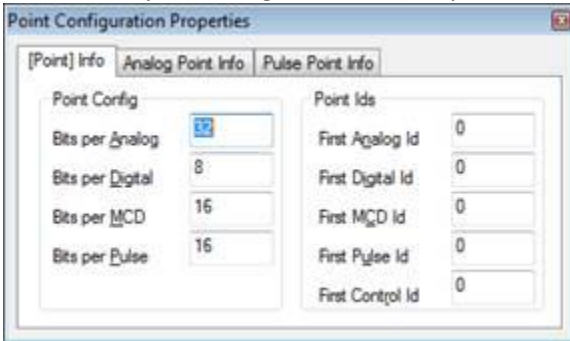 Point Configuration Properties
[Point] Info
Analog Point Info
Pulse Point Info
Point Config
Bits per Analog 32
Bits per Digital 8
Bits per MCD 16
Bits per Pulse 16
Point Ids
First Analog Id 0
First Digital Id 0
First MCD Id 0
First Pulse Id 0
First Control Id 0